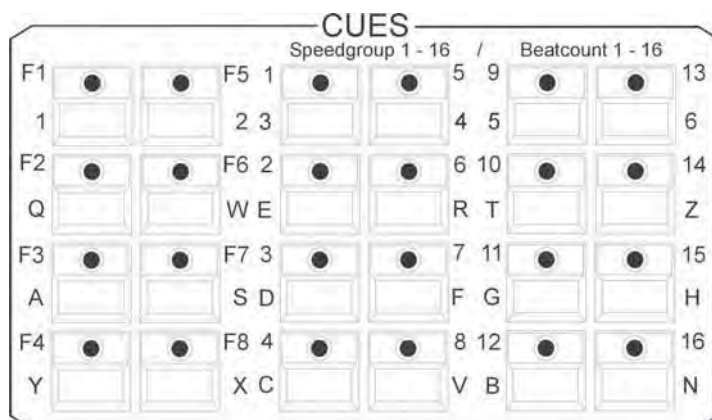 CUES
Speedgroup 1 - 16 / Beatcount 1 - 16
F1 F5 1 5 9 13
1 2 3 4 5 6
F2 F6 2 6 10 14
Q W E R T Z
F3 F7 3 7 11 15
A S D F G H
F4 F8 4 8 12 16
Y X C V B N